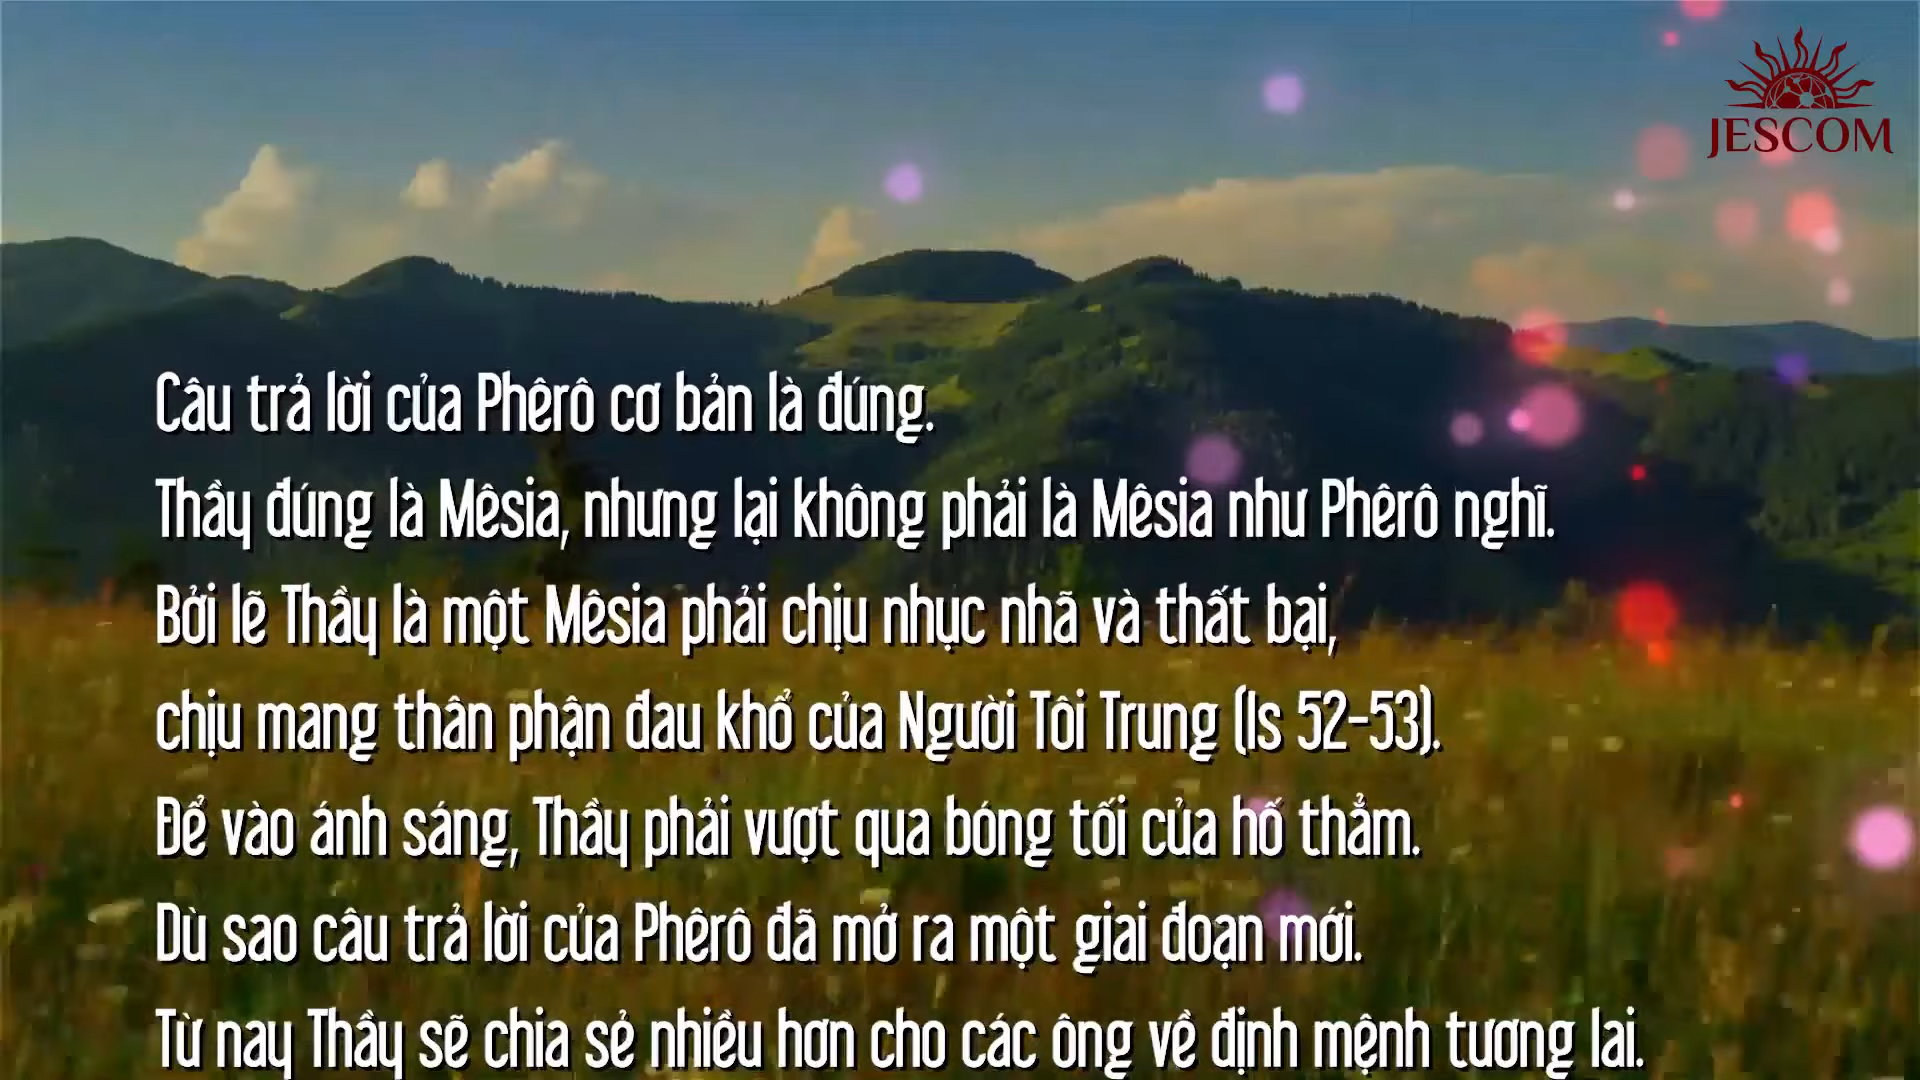 JESCOM
Câu trả lời của Phêrô cơ bản là đúng.
Thầy đúng là Mêsia, nhưng lại không phải là Mêsia như Phêrô nghĩ.
Bởi lẽ Thầy là một Mêsia phải chịu nhục nhã và thất bại,
chịu mang thân phận đau khổ của Người Tôi Trung (Is 52-53).
Để vào ánh sáng, Thầy phải vượt qua bóng tối của hố thẳm.
Dù sao câu trả lời của Phêrô đã mở ra một giai đoạn mới.
Từ nay Thầy sẽ chia sẻ nhiều hơn cho các ông về định mệnh tương lai.